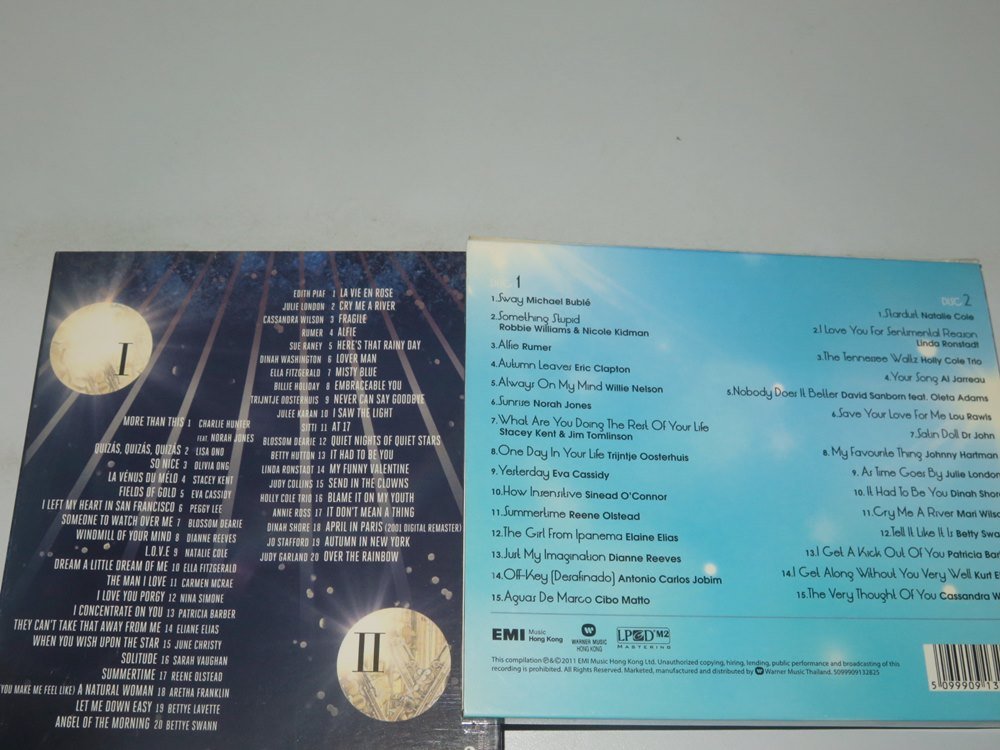 I
EDITH PIAF 1 LA VIE EN ROSE
JULIE LONDON 2 CRY ME A RIVER
CASSANDRA WILSON 3 FRAGILE
RUMER 4 ALFIE
SUE RANEY 5 HERE'S THAT RAINY DAY
DINAH WASHINGTON 6 LOVER MAN
ELLA FITZGERALD 7 MISTY BLUE
BILLIE HOLIDAY 8 EMBRACEABLE YOU
TRIJNTJE OOSTERHUIS 9 NEVER CAN SAY GOODBYE
JULEE KARAN 10 I SAW THE LIGHT
SITTI 11 AT 17
BLOSSOM DEARIE 12 QUIET NIGHTS OF QUIET STARS
BETTY HUTTON 13 IT HAD TO BE YOU
LINDA RONSTADT 14 MY FUNNY VALENTINE
JUDY COLLINS 15 SEND IN THE CLOWNS
HOLLY COLE TRIO 16 BLAME IT ON MY YOUTH
ANNIE ROSS 17 IT DON'T MEAN A THING
DINAH SHORE 18 APRIL IN PARIS (2001 DIGITAL REMASTER)
JO STAFFORD 19 AUTUMN IN NEW YORK
JUDY GARLAND 20 OVER THE RAINBOW
MORE THAN THIS 1 CHARLIE HUNTER
FEAT. NORAH JONES
QUIZÁS, QUIZÁS, QUIZÁS 2 LISA ONO
SO NICE 3 OLIVIA ONG
LA VÉNUS DU MÉLO 4 STACEY KENT
FIELDS OF GOLD 5 EVA CASSIDY
I LEFT MY HEART IN SAN FRANCISCO 6 PEGGY LEE
SOMEONE TO WATCH OVER ME 7 BLOSSOM DEARIE
WINDMILL OF YOUR MIND 8 DIANNE REEVES
L.O.V.E 9 NATALIE COLE
DREAM A LITTLE DREAM OF ME 10 ELLA FITZGERALD
THE MAN I LOVE 11 CARMEN MCRAE
I LOVE YOU PORGY 12 NINA SIMONE
I CONCENTRATE ON YOU 13 PATRICIA BARBER
THEY CAN'T TAKE THAT AWAY FROM ME 14 ELIANE ELIAS
WHEN YOU WISH UPON THE STAR 15 JUNE CHRISTY
SOLITUDE 16 SARAH VAUGHAN
SUMMERTIME 17 REENE OLSTEAD
(YOU MAKE ME FEEL LIKE) A NATURAL WOMAN 18 ARETHA FRANKLIN
LET ME DOWN EASY 19 BETTYE LAVETTE
ANGEL OF THE MORNING 20 BETTYE SWANN
II
1
1.Sway Michael Bublé
2.Something Stupid
Robbie Williams & Nicole Kidman
3.Alfie Rumer
4.Autumn Leaves Eric Clapton
5.Always On My Mind Willie Nelson
6.Sunrise Norah Jones
7.What Are You Doing The Rest Of Your Life
Stacey Kent & Jim Tomlinson
8.One Day In Your Life Trijntje Oosterhuis
9.Yesterday Eva Cassidy
10.How Insensitive Sinead O'Connor
11.Summertime Reene Olstead
12.The Girl From Ipanema Elaine Elias
13.Just My Imagination Dianne Reeves
14.Off-Key (Desafinado) Antonio Carlos Jobim
15.Aguas De Marco Cibo Matto
DISC 2
1.Stardust Natalie Cole
2.I Love You For Sentimental Reason
Linda Ronstadt
3.The Tennessee Waltz Holly Cole Trio
4.Your Song Al Jarreau
5.Nobody Does It Better David Sanborn feat. Oleta Adams
6.Save Your Love For Me Lou Rawls
7.Satin Doll Dr John
8.My Favourite Thing Johnny Hartman
9.As Time Goes By Julie London
10.It Had To Be You Dinah Shore
11.Cry Me A River Mari Wils
12.Tell It Like It Is Betty Swa
13.I Get A Kick Out Of You Patricia Bar
14.I Get Along Without You Very Well Kurt E
15.The Very Thought Of You Cassandra W
EMI Music Hong Kong
WARNER MUSIC HONG KONG
LPCD M2 MASTERING
This compilation ℗&© 2011 EMI Music Hong Kong Ltd. Unauthorized copying, hiring, lending, public performance and broadcasting of this
recording is prohibited. All Rights Reserved. Marketed, manufactured and distributed by Warner Music Thailand. 5099909132825
5 099909 13